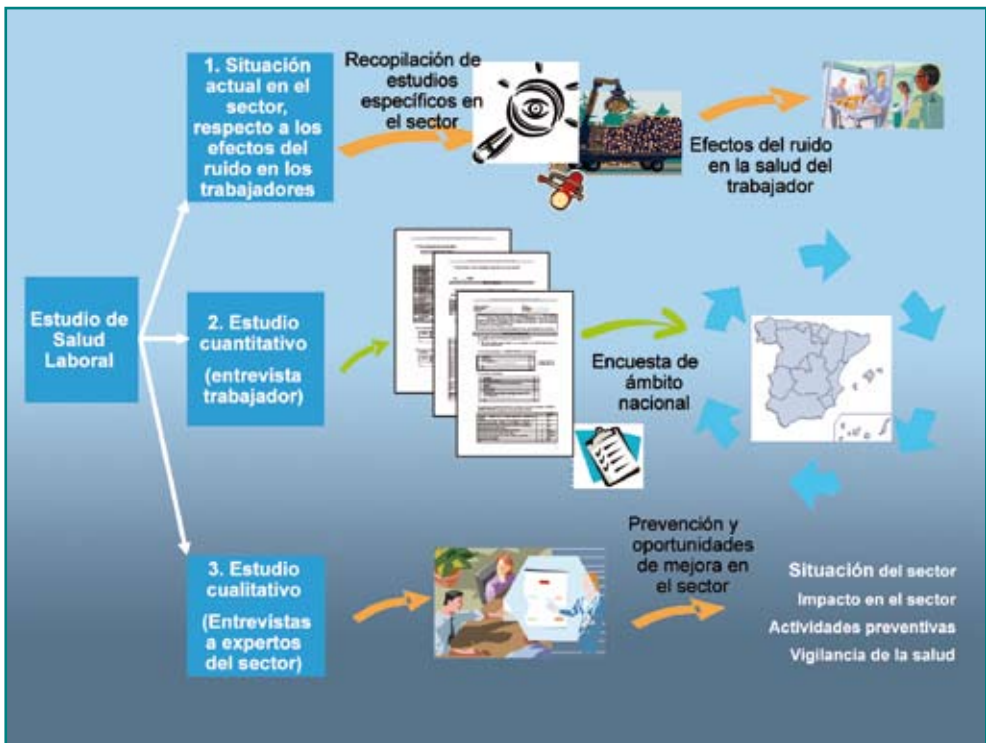 1. Situación
actual en el
sector,
respecto a los
efectos del
ruido en los
trabajadores
Recopilación de
estudios
específicos en
el sector
Efectos del ruido
en la salud del
trabajador
Estudio de
Salud
Laboral
2. Estudio
cuantitativo
(entrevista
trabajador)
Encuesta de
ámbito
nacional
3. Estudio
cualitativo
(Entrevistas
a expertos
del sector)
Prevención y
oportunidades
de mejora en
el sector
Situación del sector
Impacto en el sector
Actividades preventivas
Vigilancia de la salud